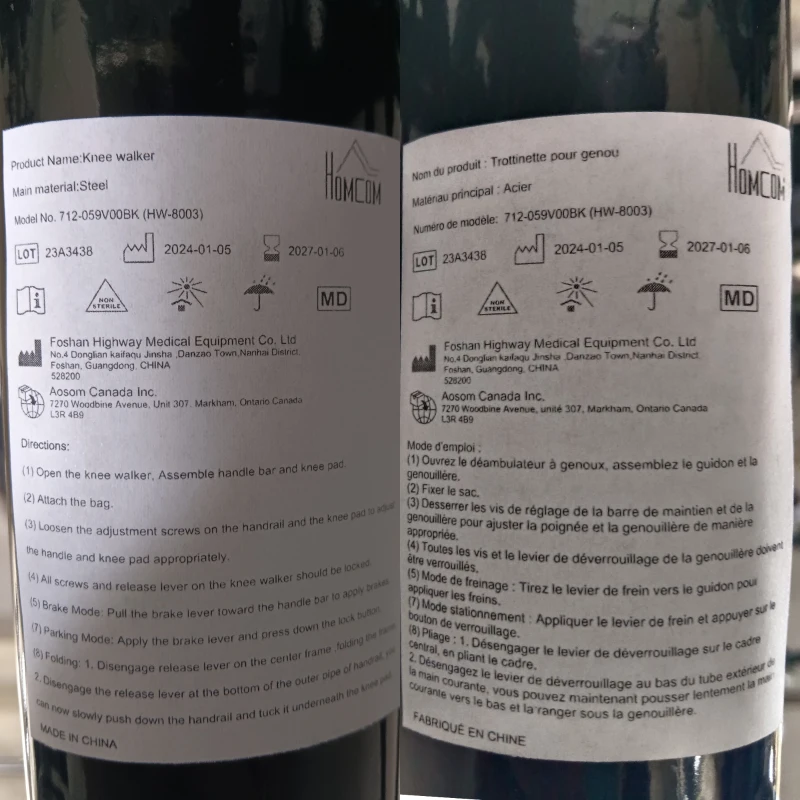 Product Name:Knee walker
HOMCOM
Main material:Steel
Model No. 712-059V00BK (HW-8003)
LOT 23A3438 2024-01-05 2027-01-06
i NON STERILE MD
Foshan Highway Medical Equipment Co. Ltd
No.4 Donglian kaifaqu Jinsha ,Danzao Town,Nanhai District,
Foshan, Guangdong, CHINA
528200
Aosom Canada Inc.
7270 Woodbine Avenue, Unit 307, Markham, Ontario Canada
L3R 4B9
Directions:
(1) Open the knee walker, Assemble handle bar and knee pad.
(2) Attach the bag.
(3) Loosen the adjustment screws on the handrail and the knee pad to adjust
the handle and knee pad appropriately.
(4) All screws and release lever on the knee walker should be locked.
(5) Brake Mode: Pull the brake lever toward the handle bar to apply brakes
(7) Parking Mode: Apply the brake lever and press down the lock button.
(8) Folding: 1. Disengage release lever on the center frame ,folding the frame
2. Disengage the release lever at the bottom of the outer pipe of handrail, you
can now slowly push down the handrail and tuck it underneath the knee pad.
MADE IN CHINA
Nom du produit : Trottinette pour genou
HOMCOM
Matériau principal : Acier
Numéro de modèle: 712-059V00BK (HW-8003)
LOT 23A3438 2024-01-05 2027-01-06
i NON STERILE MD
Foshan Highway Medical Equipment Co. Ltd
No.4 Donglian kaifaqu Jinsha ,Danzao Town,Nanhai District,
Foshan, Guangdong, CHINA
528200
Aosom Canada Inc.
7270 Woodbine Avenue, unité 307, Markham, Ontario Canada
L3R 4B9
Mode d'emploi :
(1) Ouvrez le déambulateur à genoux, assemblez le guidon et la
genouillère.
(2) Fixer le sac.
(3) Desserrer les vis de réglage de la barre de maintien et de la
genouillère pour ajuster la poignée et la genouillère de manière
appropriée.
(4) Toutes les vis et le levier de déverrouillage de la genouillère doivent
être verrouillés.
(5) Mode de freinage : Tirez le levier de frein vers le guidon pour
appliquer les freins.
(7) Mode stationnement : Appliquer le levier de frein et appuyer sur le
bouton de verrouillage.
(8) Pliage : 1. Désengager le levier de déverrouillage sur le cadre
central, en pliant le cadre.
2. Désengagez le levier de déverrouillage au bas du tube extérieur de
la main courante, vous pouvez maintenant pousser lentement la main
courante vers le bas et la ranger sous la genouillère.
FABRIQUÉ EN CHINE